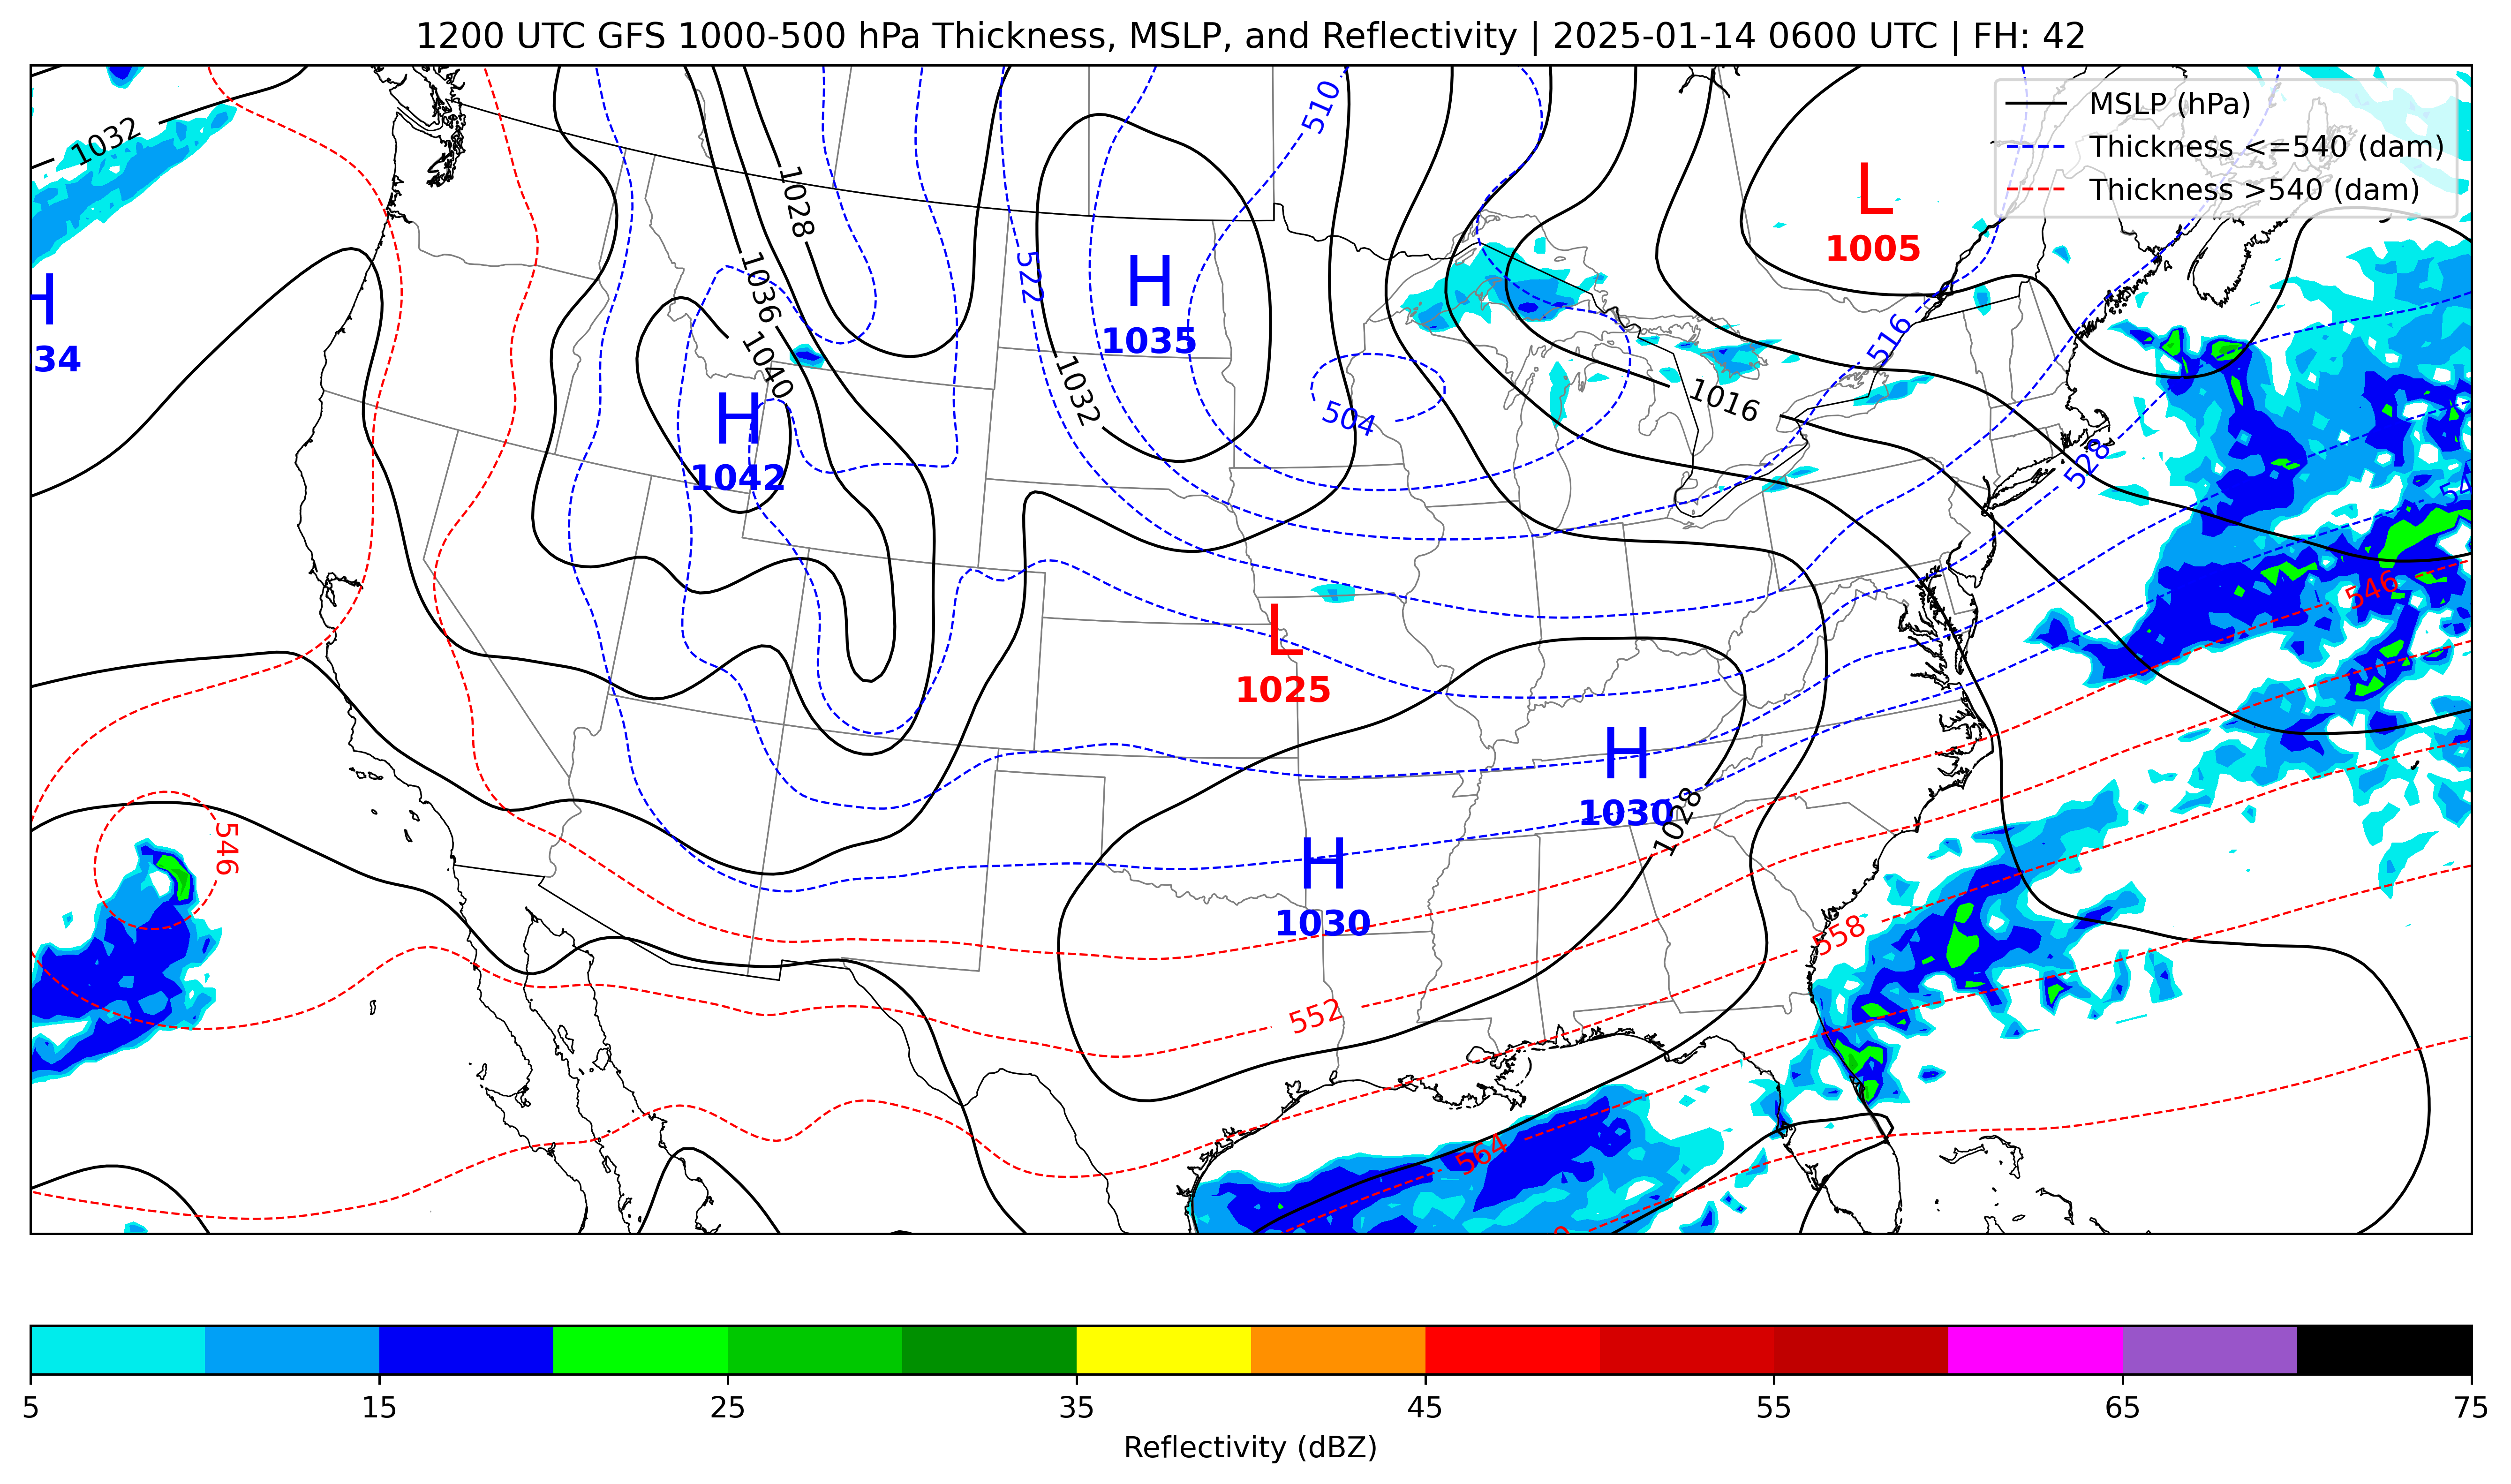 1200 UTC GFS 1000-500 hPa Thickness, MSLP, and Reflectivity | 2025-01-14 0600 UTC | FH: 42
MSLP (hPa)
Thickness <=540 (dam)
Thickness >540 (dam)
1032
510
1028
L
1005
522
H
1035
1036
H
34
1040
516
1032
504
1016
H
1042
528
54
546
L
1025
H
1030
1028
546
H
1030
558
552
564
5
15
25
35
45
55
65
75
Reflectivity (dBZ)